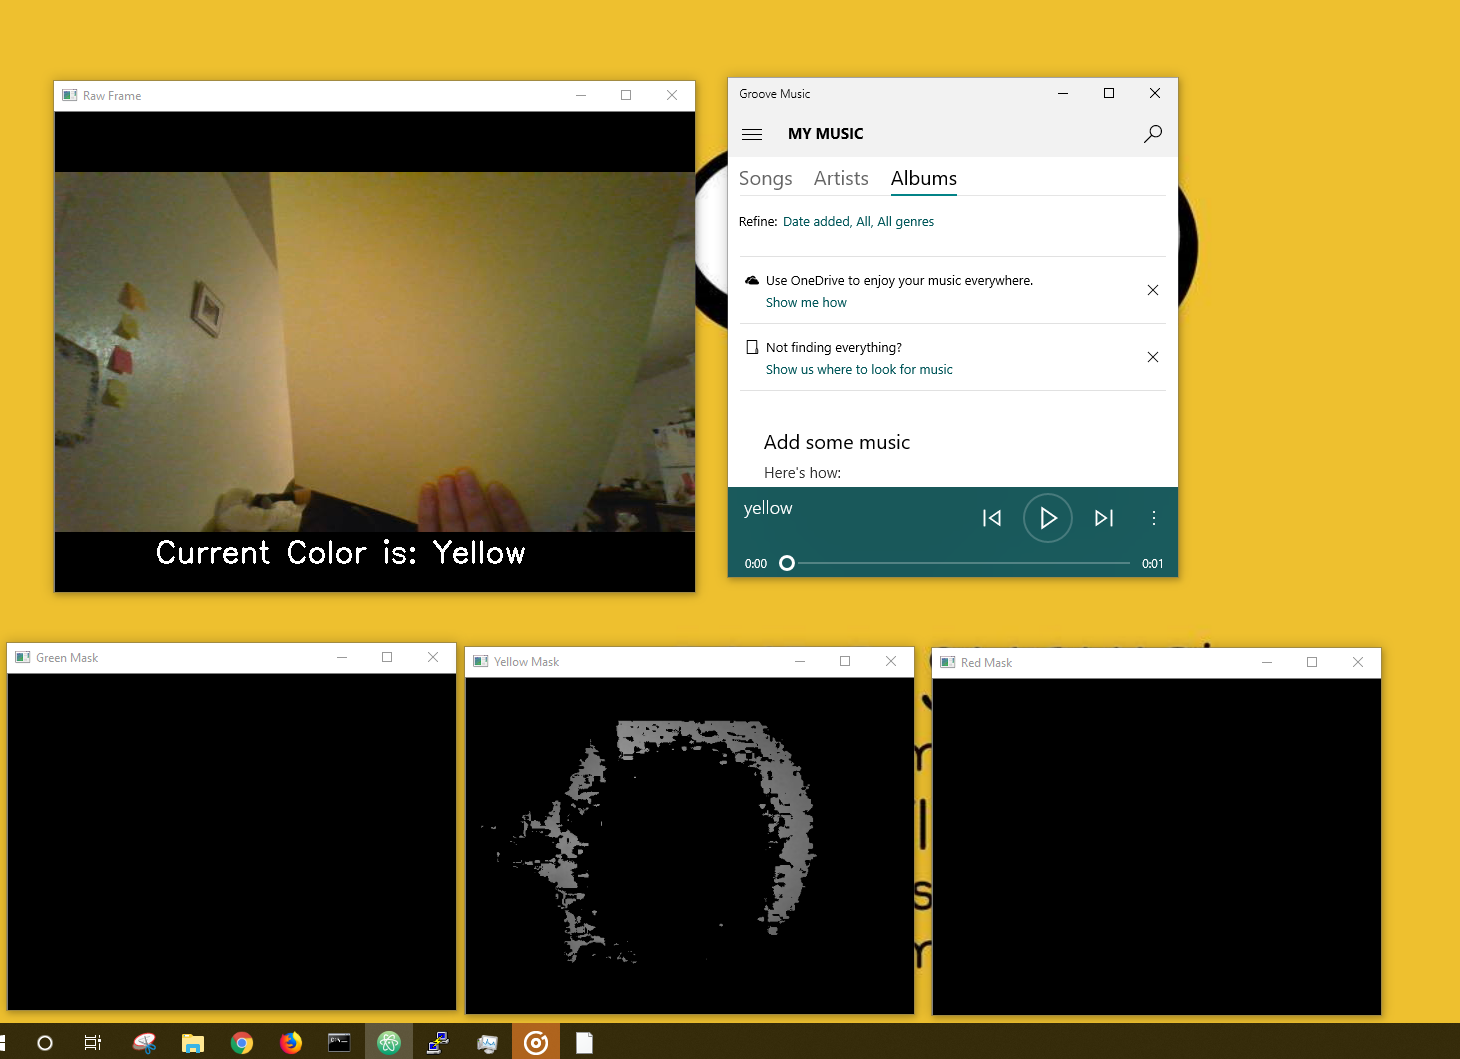 Raw Frame
Current Color is: Yellow
Groove Music
MY MUSIC
Songs Artists Albums
Refine: Date added, All, All genres
Use OneDrive to enjoy your music everywhere.
Show me how
Not finding everything?
Show us where to look for music
Add some music
Here's how:
yellow
0:00 0:01
Green Mask
Yellow Mask
Red Mask